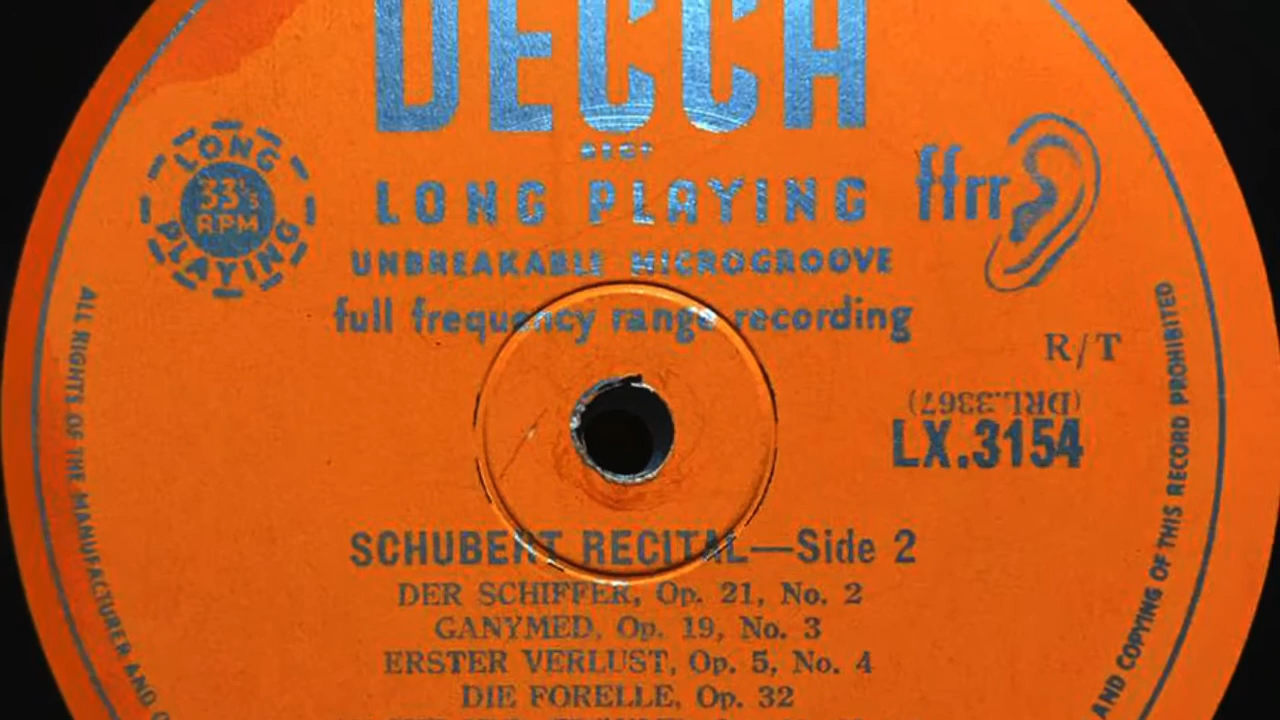 DECCA
REGD
LONG PLAYING
33⅓ RPM
LONG PLAYING
ffrr
UNBREAKABLE MICROGROOVE
full frequency range recording
R/T
(DRL.3367)
LX.3154
SCHUBERT RECITAL—Side 2
DER SCHIFFER, Op. 21, No. 2
GANYMED, Op. 19, No. 3
ERSTER VERLUST, Op. 5, No. 4
DIE FORELLE, Op. 32
ALL RIGHTS OF THE MANUFACTURER AND
AND COPYING OF THIS RECORD PROHIBITED